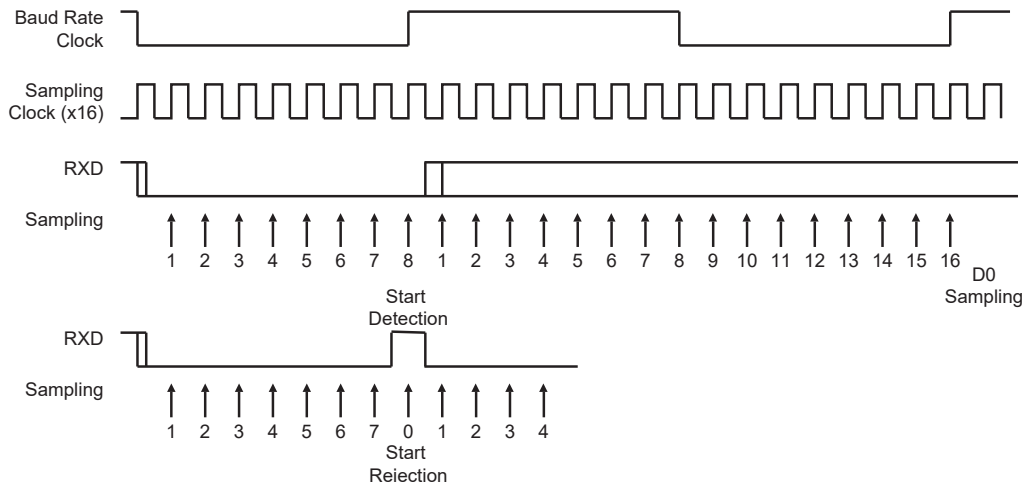 Baud Rate
Clock
Sampling
Clock (x16)
RXD
Sampling
1 2 3 4 5 6 7 8 1 2 3 4 5 6 7 8 9 10 11 12 13 14 15 16
D0
Sampling
Start
Detection
RXD
Sampling
1 2 3 4 5 6 7 0 1 2 3 4
Start
Rejection